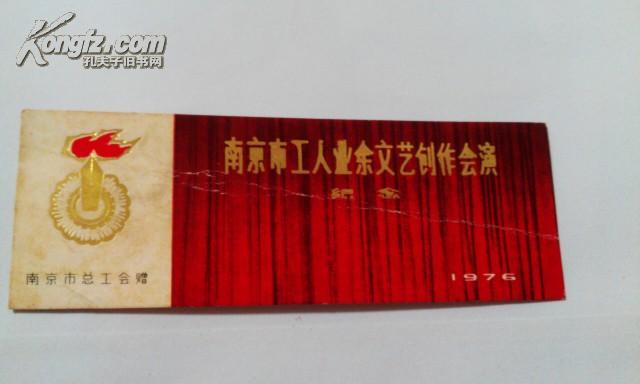 Kongfz.com
孔夫子旧书网
南京市工人业余文艺创作会演
纪念
南京市总工会赠
1976